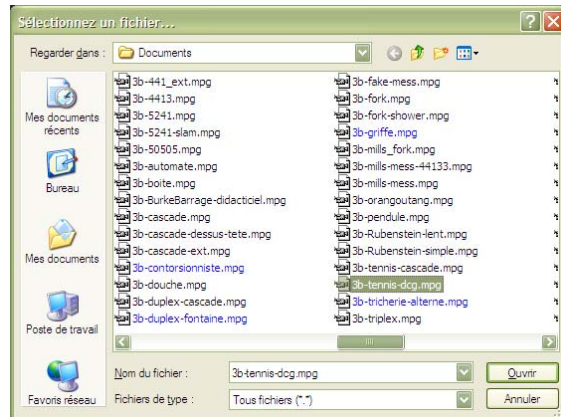 Sélectionnez un fichier...
Regarder dans :
Documents
Mes documents récents
Bureau
Mes documents
Poste de travail
Favoris réseau
3b-441_ext.mpg
3b-4413.mpg
3b-5241.mpg
3b-5241-slam.mpg
3b-50505.mpg
3b-automate.mpg
3b-boite.mpg
3b-BurkeBarrage-didacticiel.mpg
3b-cascade.mpg
3b-cascade-dessus-tete.mpg
3b-cascade-ext.mpg
3b-contorsionniste.mpg
3b-douche.mpg
3b-duplex-cascade.mpg
3b-duplex-fontaine.mpg
3b-fake-mess.mpg
3b-fork.mpg
3b-fork-shower.mpg
3b-griffe.mpg
3b-mills_fork.mpg
3b-mills-mess-44133.mpg
3b-mills-mess.mpg
3b-orangoutang.mpg
3b-pendule.mpg
3b-Rubenstein-lent.mpg
3b-Rubenstein-simple.mpg
3b-tennis-cascade.mpg
3b-tennis-dcg.mpg
3b-tricherie-alterne.mpg
3b-triplex.mpg
Nom du fichier :
3b-tennis-dcg.mpg
Ouvrir
Fichiers de type :
Tous fichiers (*.*)
Annuler